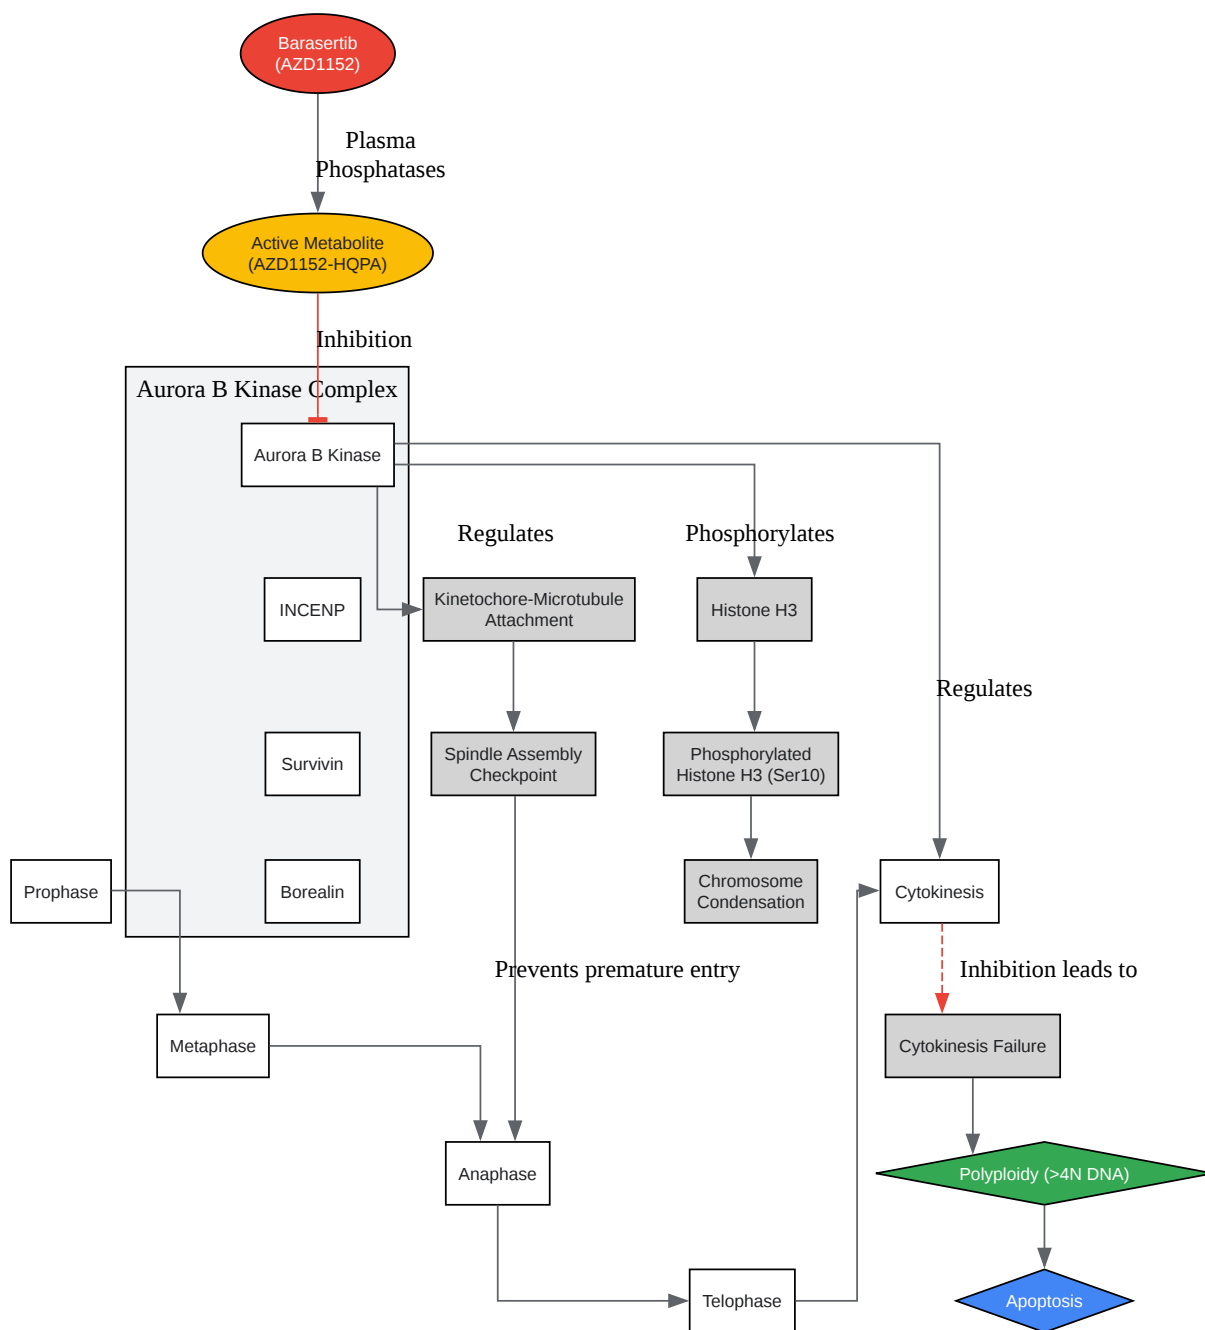 Barasertib
(AZD1152)
Plasma
Phosphatases
Active Metabolite
(AZD1152-HQPA)
Inhibition
Aurora B Kinase Complex
Aurora B Kinase
Regulates
Phosphorylates
INCENP
Kinetochore-Microtubule
Attachment
Histone H3
Regulates
Survivin
Spindle Assembly
Checkpoint
Phosphorylated
Histone H3 (Ser10)
Prophase
Borealin
Chromosome
Condensation
Cytokinesis
Prevents premature entry
Inhibition leads to
Metaphase
Cytokinesis Failure
Anaphase
Polyploidy (>4N DNA)
Telophase
Apoptosis